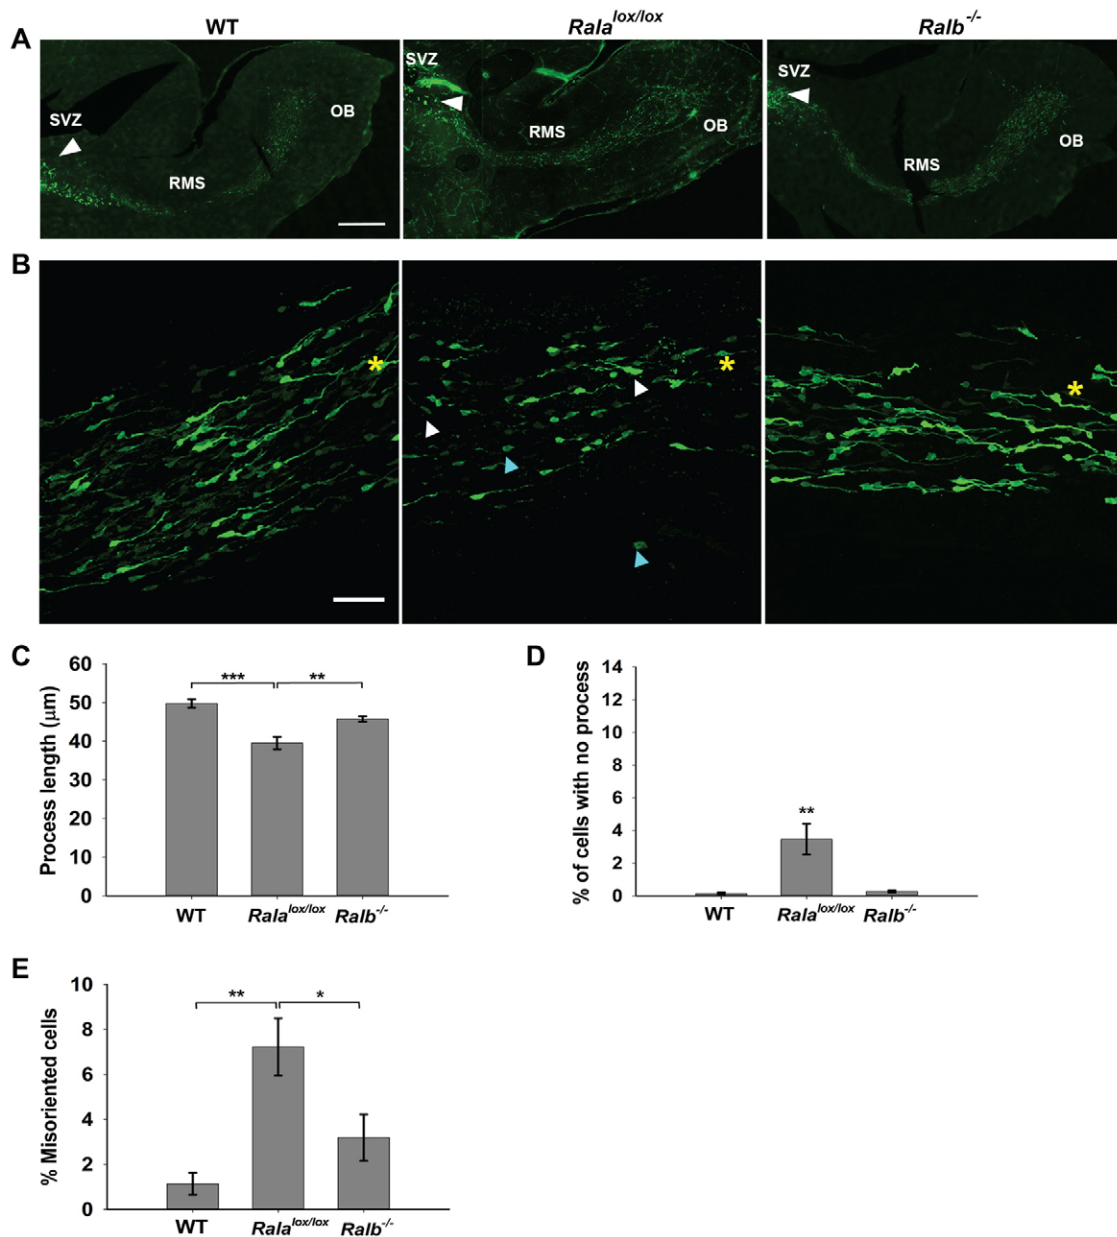 WT Rala^lox/lox Ralb^-/-
A
SVZ OB RMS
SVZ RMS OB
SVZ RMS OB
B
*
*
*
C
Process length (μm)
60
50
40
30
20
10
0
*** **
WT Rala^lox/lox Ralb^-/-
D
% of cells with no process
14
12
10
8
6
4
2
0
**
WT Rala^lox/lox Ralb^-/-
E
% Misoriented cells
10
8
6
4
2
0
** *
WT Rala^lox/lox Ralb^-/-